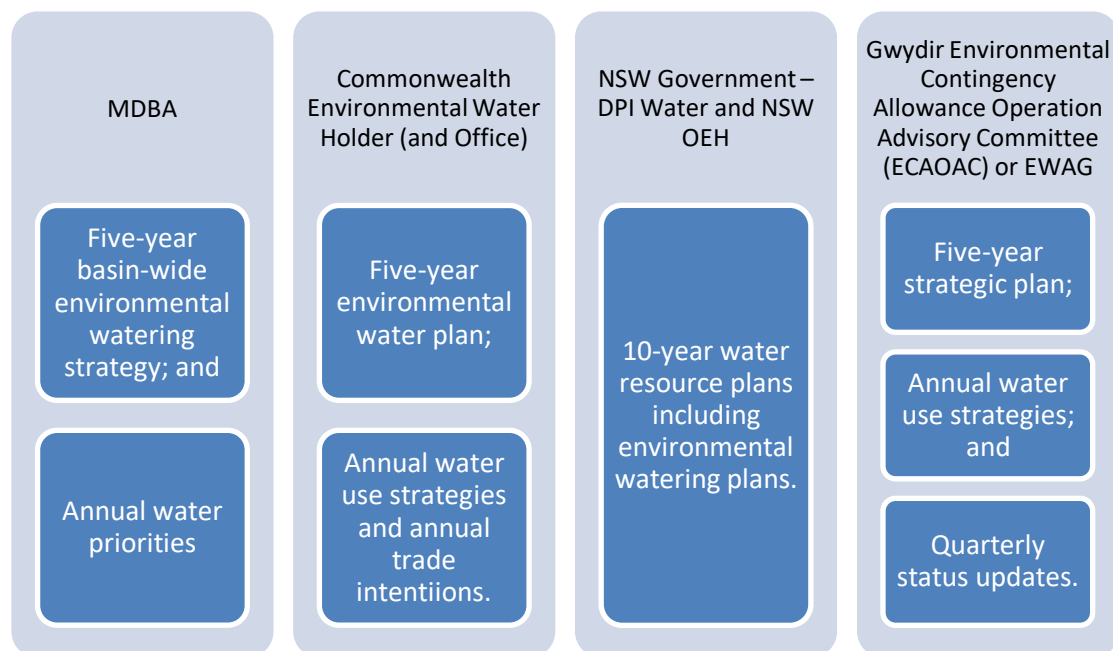 MDBA
Five-year
basin-wide
environmental
watering
strategy; and
Annual water
priorities
Commonwealth
Environmental Water
Holder (and Office)
Five-year
environmental
water plan;
Annual water
use strategies
and annual
trade
intentiions.
NSW Government –
DPI Water and NSW
OEH
10-year water
resource plans
including
environmental
watering plans.
Gwydir Environmental
Contingency
Allowance Operation
Advisory Committee
(ECAOAC) or EWAG
Five-year
strategic plan;
Annual water
use strategies;
and
Quarterly
status updates.